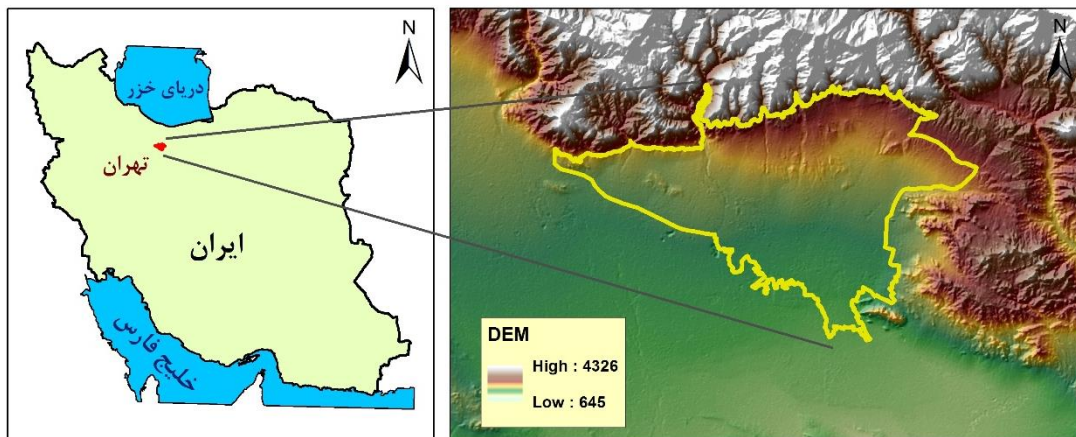 N
دریای خزر
تهران
ایران
خلیج فارس
N
DEM
High : 4326
Low : 645